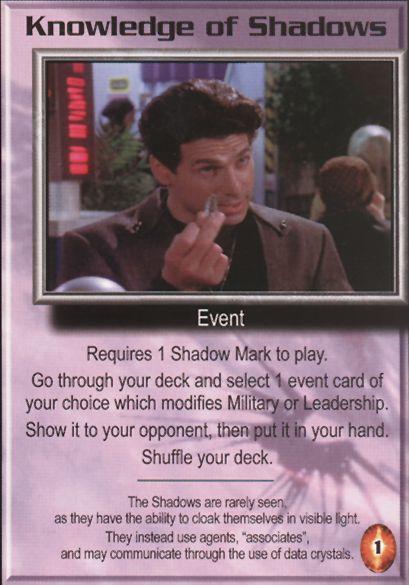 Knowledge of Shadows
Event
Requires 1 Shadow Mark to play.
Go through your deck and select 1 event card of
your choice which modifies Military or Leadership.
Show it to your opponent, then put it in your hand.
Shuffle your deck.
The Shadows are rarely seen,
as they have the ability to cloak themselves in visible light.
They instead use agents, "associates",
and may communicate through the use of data crystals.
1